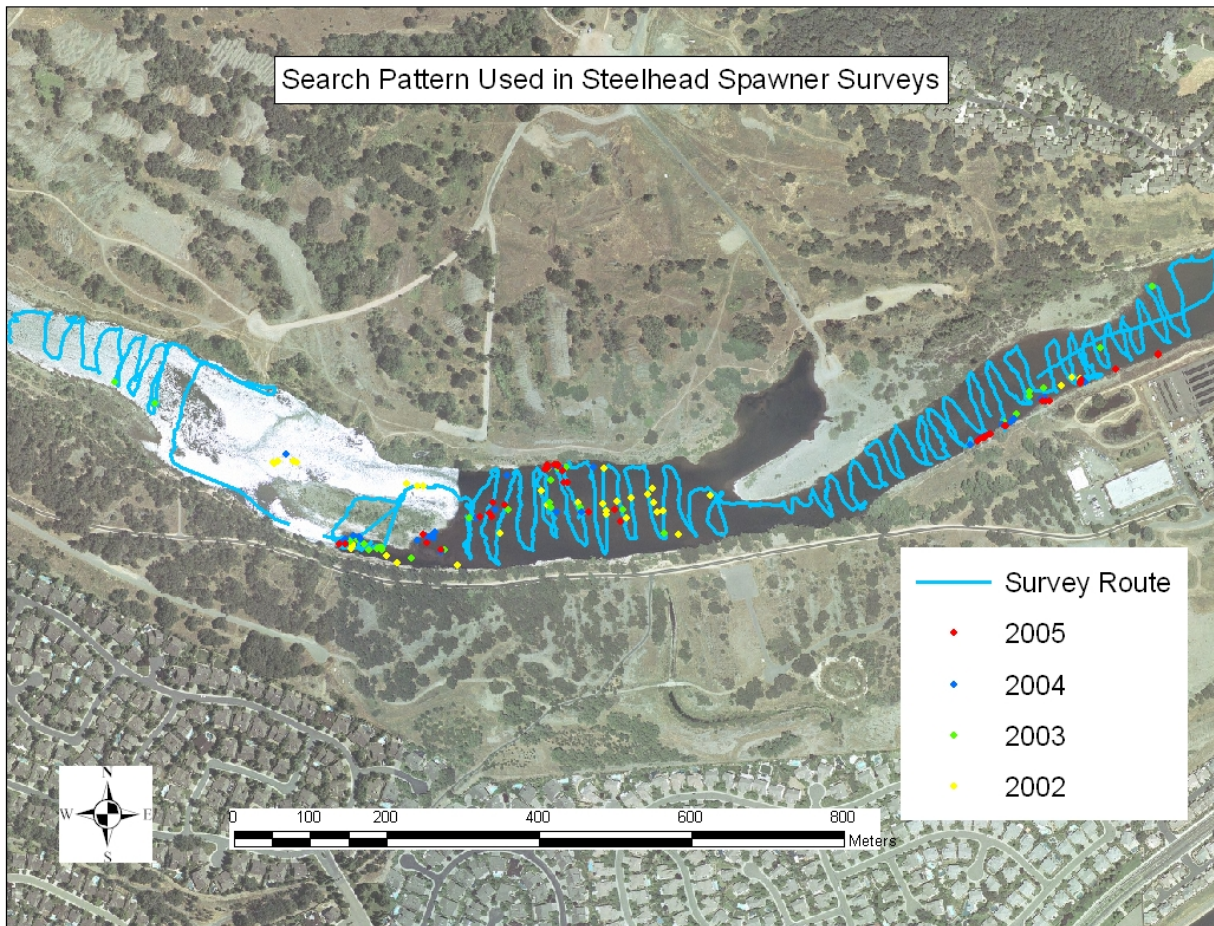 Search Pattern Used in Steelhead Spawner Surveys
Survey Route
2005
2004
2003
2002
N
W E
S
0 100 200 400 600 800
Meters